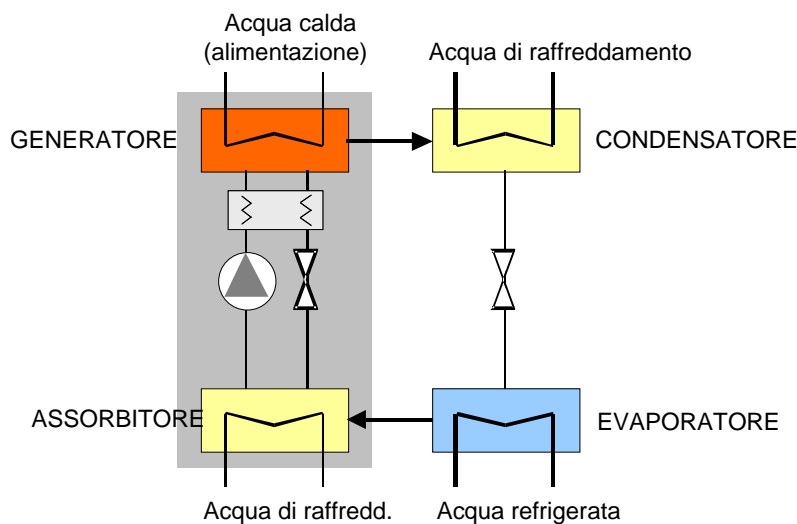 Acqua calda
(alimentazione)
Acqua di raffreddamento
GENERATORE
CONDENSATORE
ASSORBITORE
EVAPORATORE
Acqua di raffredd.
Acqua refrigerata